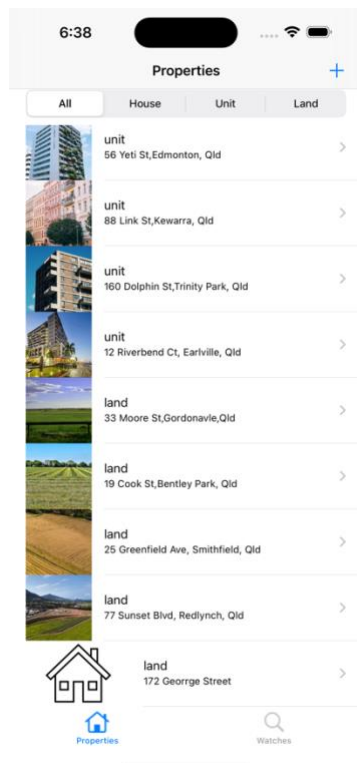 6:38
Properties +
All House Unit Land
unit
56 Yeti St,Edmonton, Qld
unit
88 Link St,Kewarra, Qld
unit
160 Dolphin St,Trinity Park, Qld
unit
12 Riverbend Ct, Earlville, Qld
land
33 Moore St,Gordonavle,Qld
land
19 Cook St,Bentley Park, Qld
land
25 Greenfield Ave, Smithfield, Qld
land
77 Sunset Blvd, Redlynch, Qld
land
172 Georrge Street
Properties Watches